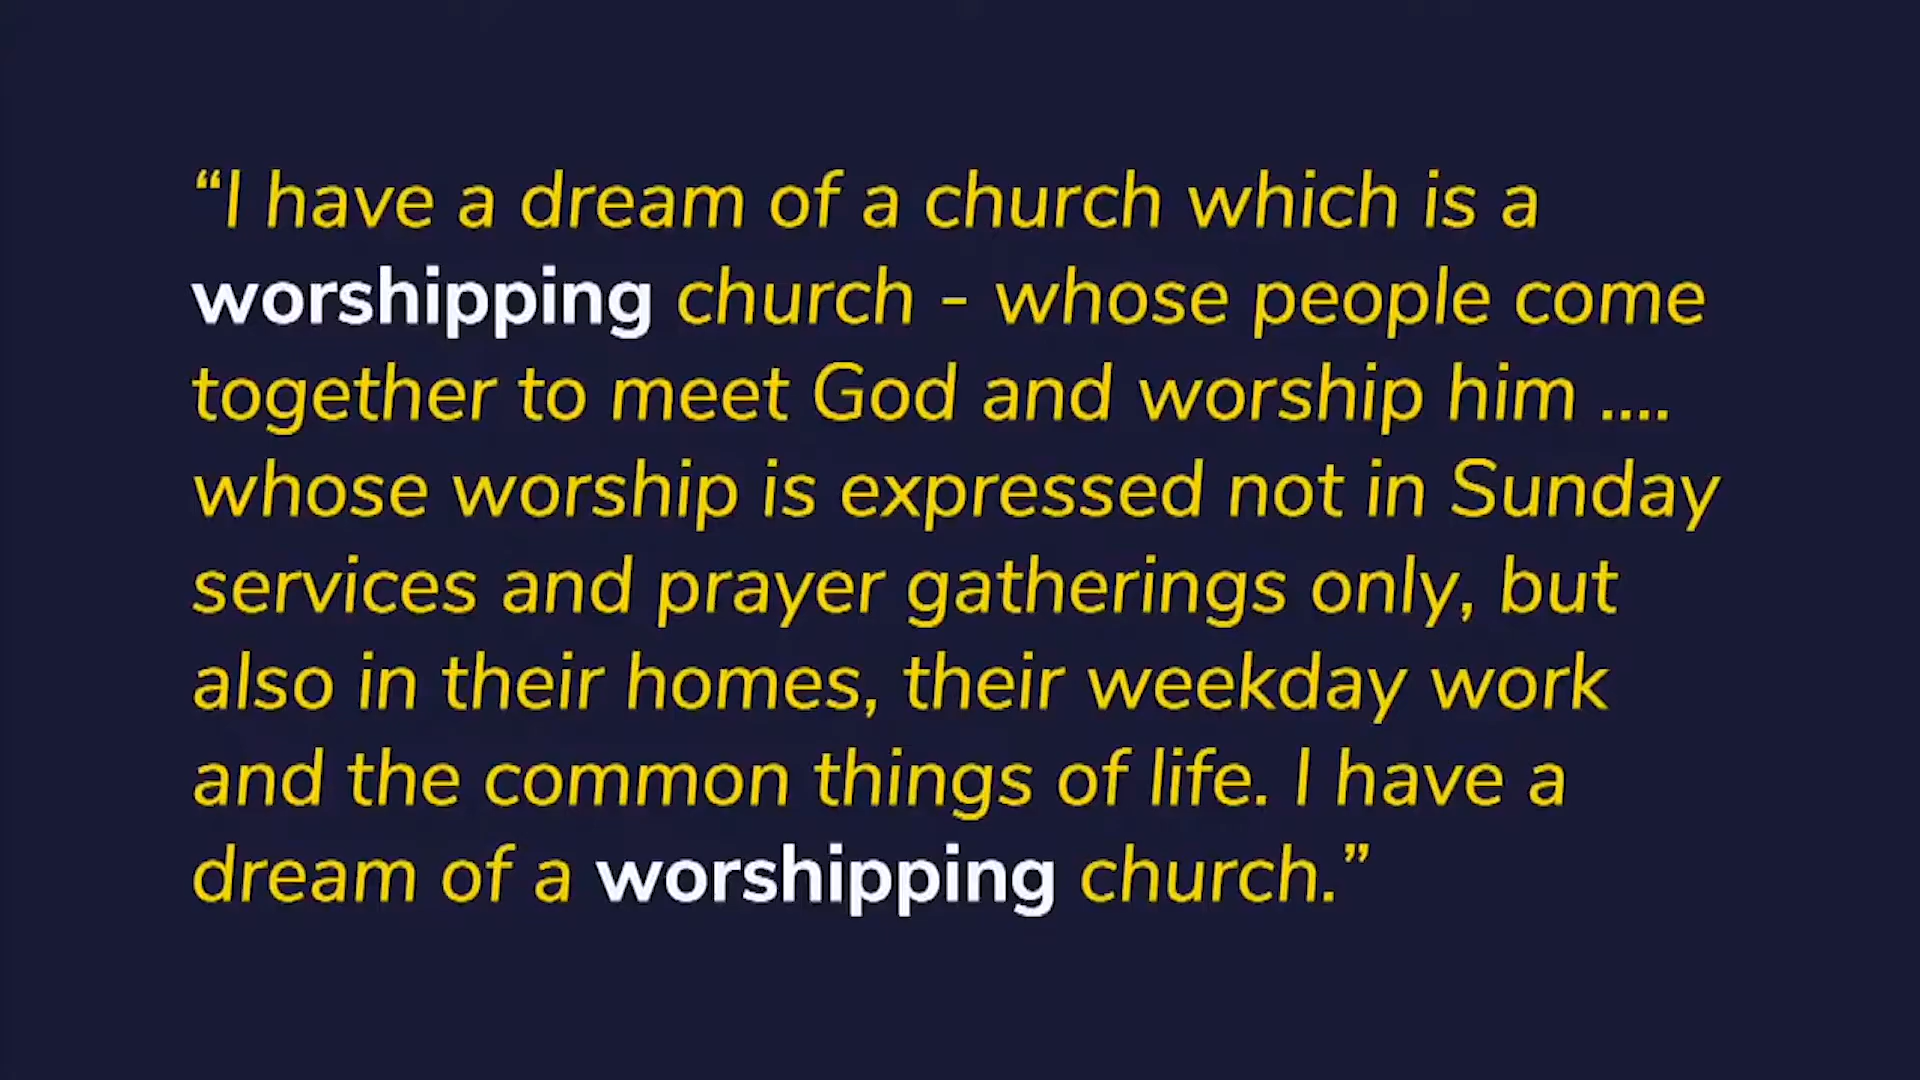 “I have a dream of a church which is a
worshipping church - whose people come
together to meet God and worship him ....
whose worship is expressed not in Sunday
services and prayer gatherings only, but
also in their homes, their weekday work
and the common things of life. I have a
dream of a worshipping church.”